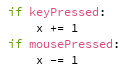 if keyPressed:
    x += 1
if mousePressed:
    x -= 1